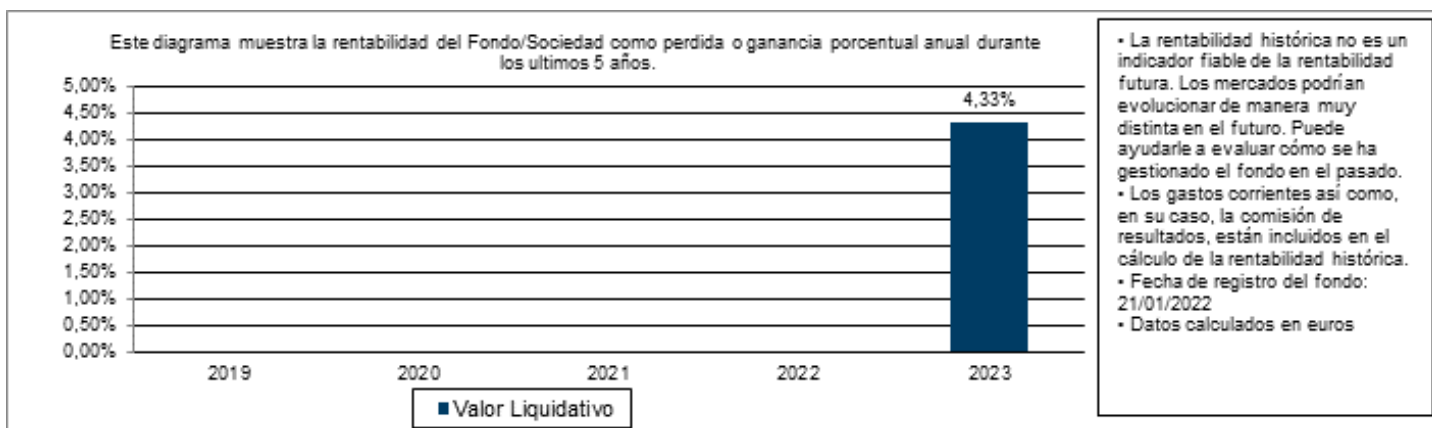 Este diagrama muestra la rentabilidad del Fondo/Sociedad como perdida o ganancia porcentual anual durante
los ultimos 5 años.
5,00%
4,50%
4,00%
3,50%
3,00%
2,50%
2,00%
1,50%
1,00%
0,50%
0,00%
4,33%
2019 2020 2021 2022 2023
Valor Liquidativo
▪ La rentabilidad histórica no es un
indicador fiable de la rentabilidad
futura. Los mercados podrían
evolucionar de manera muy
distinta en el futuro. Puede
ayudarle a evaluar cómo se ha
gestionado el fondo en el pasado.
▪ Los gastos corrientes así como,
en su caso, la comisión de
resultados, están incluidos en el
cálculo de la rentabilidad histórica.
▪ Fecha de registro del fondo:
21/01/2022
▪ Datos calculados en euros